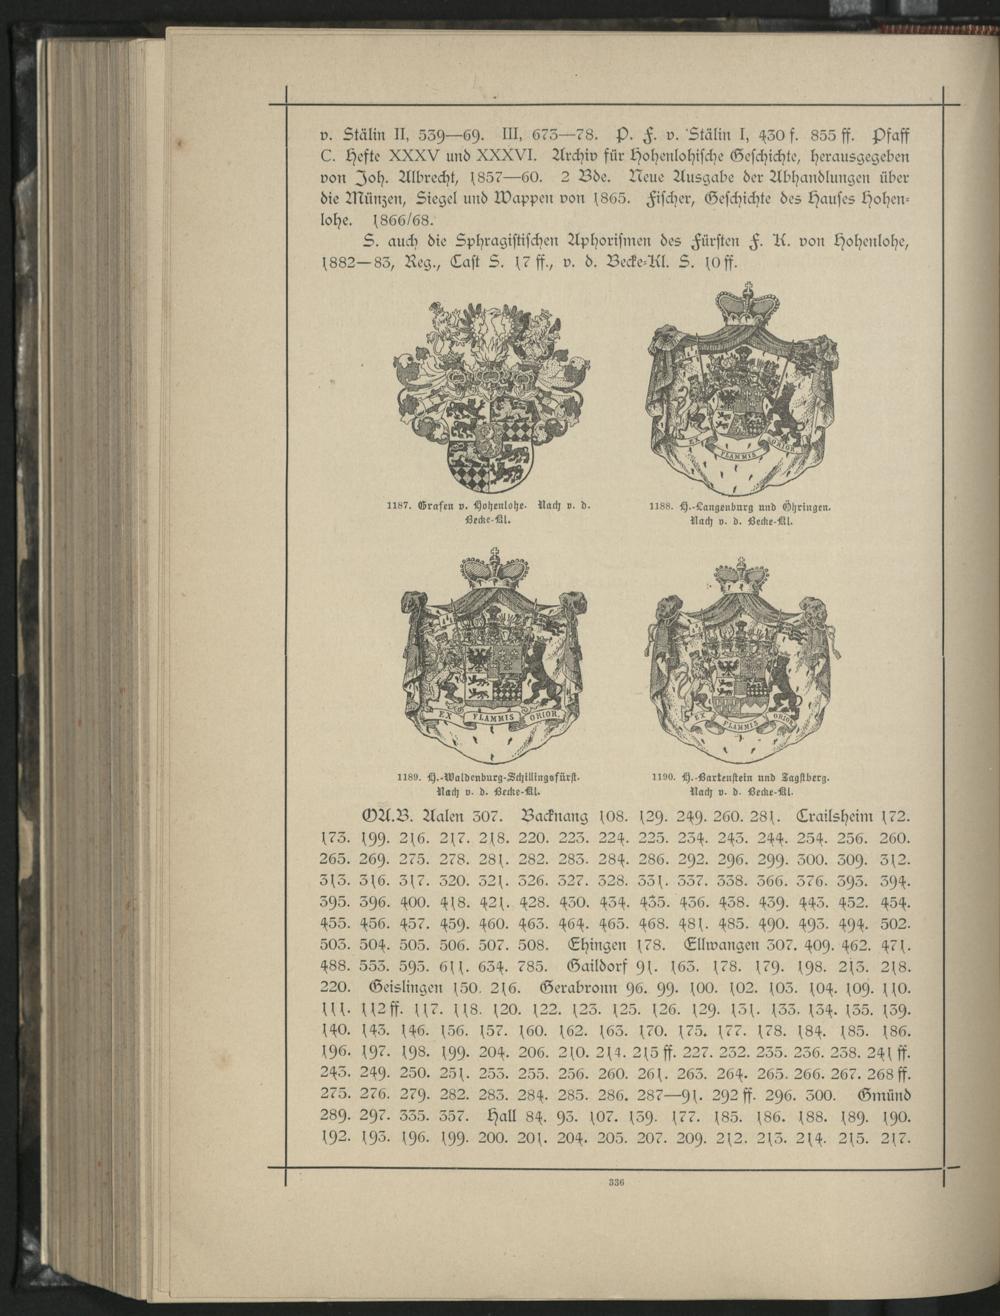 v. Stälin II, 539—69. III, 673—78. P. F. v. Stälin I, 430 f. 855 ff. Pfaff
C. Hefte XXXV und XXXVI. Archiv für Hohenlohische Geschichte, herausgegeben
von Joh. Albrecht, 1857—60. 2 Bde. Neue Ausgabe der Abhandlungen über
die Münzen, Siegel und Wappen von 1865. Fischer, Geschichte des Hauses Hohen-
lohe. 1866/68.
S. auch die Sphragistischen Aphorismen des Fürsten F. K. von Hohenlohe,
1882—83, Reg., Cast S. 17 ff., v. d. Becke-Kl. S. 10 ff.
EX FLAMMIS ORIOR
1187. Grafen v. Hohenlohe. Nach v. d.
Becke-Kl.
1188. H.-Langenburg und Öhringen.
Nach v. d. Becke-Kl.
EX FLAMMIS ORIOR.
EX FLAMMIS ORIO
1189. H.-Waldenburg-Schillingsfürst.
Nach v. d. Becke-Kl.
1190. H.-Bartenstein und Jagstberg.
Nach v. d. Becke-Kl.
OA.B. Aalen 307. Backnang 108. 129. 249. 260. 281. Crailsheim 172.
173. 199. 216. 217. 218. 220. 223. 224. 225. 234. 243. 244. 254. 256. 260.
265. 269. 275. 278. 281. 282. 283. 284. 286. 292. 296. 299. 300. 309. 312.
313. 316. 317. 320. 321. 326. 327. 328. 331. 337. 338. 366. 376. 393. 394.
395. 396. 400. 418. 421. 428. 430. 434. 435. 436. 438. 439. 443. 452. 454.
455. 456. 457. 459. 460. 463. 464. 465. 468. 481. 485. 490. 493. 494. 502.
503. 504. 505. 506. 507. 508. Ehingen 178. Ellwangen 307. 409. 462. 471.
488. 553. 595. 611. 634. 785. Gaildorf 91. 163. 178. 179. 198. 213. 218.
220. Geislingen 150. 216. Gerabronn 96. 99. 100. 102. 103. 104. 109. 110.
111. 112 ff. 117. 118. 120. 122. 123. 125. 126. 129. 131. 133. 134. 135. 139.
140. 143. 146. 156. 157. 160. 162. 163. 170. 175. 177. 178. 184. 185. 186.
196. 197. 198. 199. 204. 206. 210. 214. 215 ff. 227. 232. 235. 236. 238. 241 ff.
243. 249. 250. 251. 253. 255. 256. 260. 261. 263. 264. 265. 266. 267. 268 ff.
275. 276. 279. 282. 283. 284. 285. 286. 287—91. 292 ff. 296. 300. Gmünd
289. 297. 335. 357. Hall 84. 93. 107. 139. 177. 185. 186. 188. 189. 190.
192. 193. 196. 199. 200. 201. 204. 205. 207. 209. 212. 213. 214. 215. 217.
336